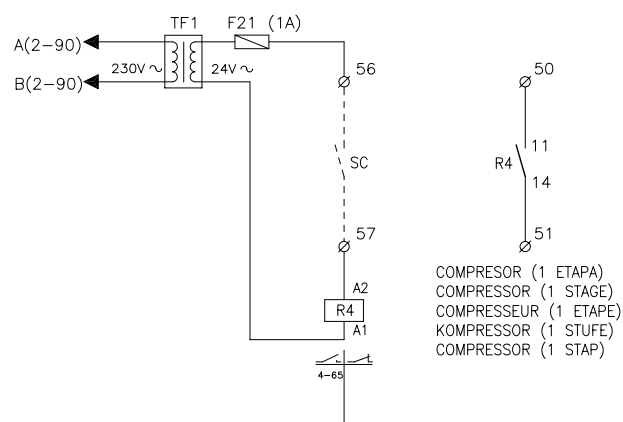 TF1
F21 (1A)
A(2-90)
230V ~
24V ~
B(2-90)
56
50
SC
R4
11
14
57
51
A2
R4
A1
4-65
COMPRESOR (1 ETAPA)
COMPRESSOR (1 STAGE)
COMPRESSEUR (1 ETAPE)
KOMPRESSOR (1 STUFE)
COMPRESSOR (1 STAP)